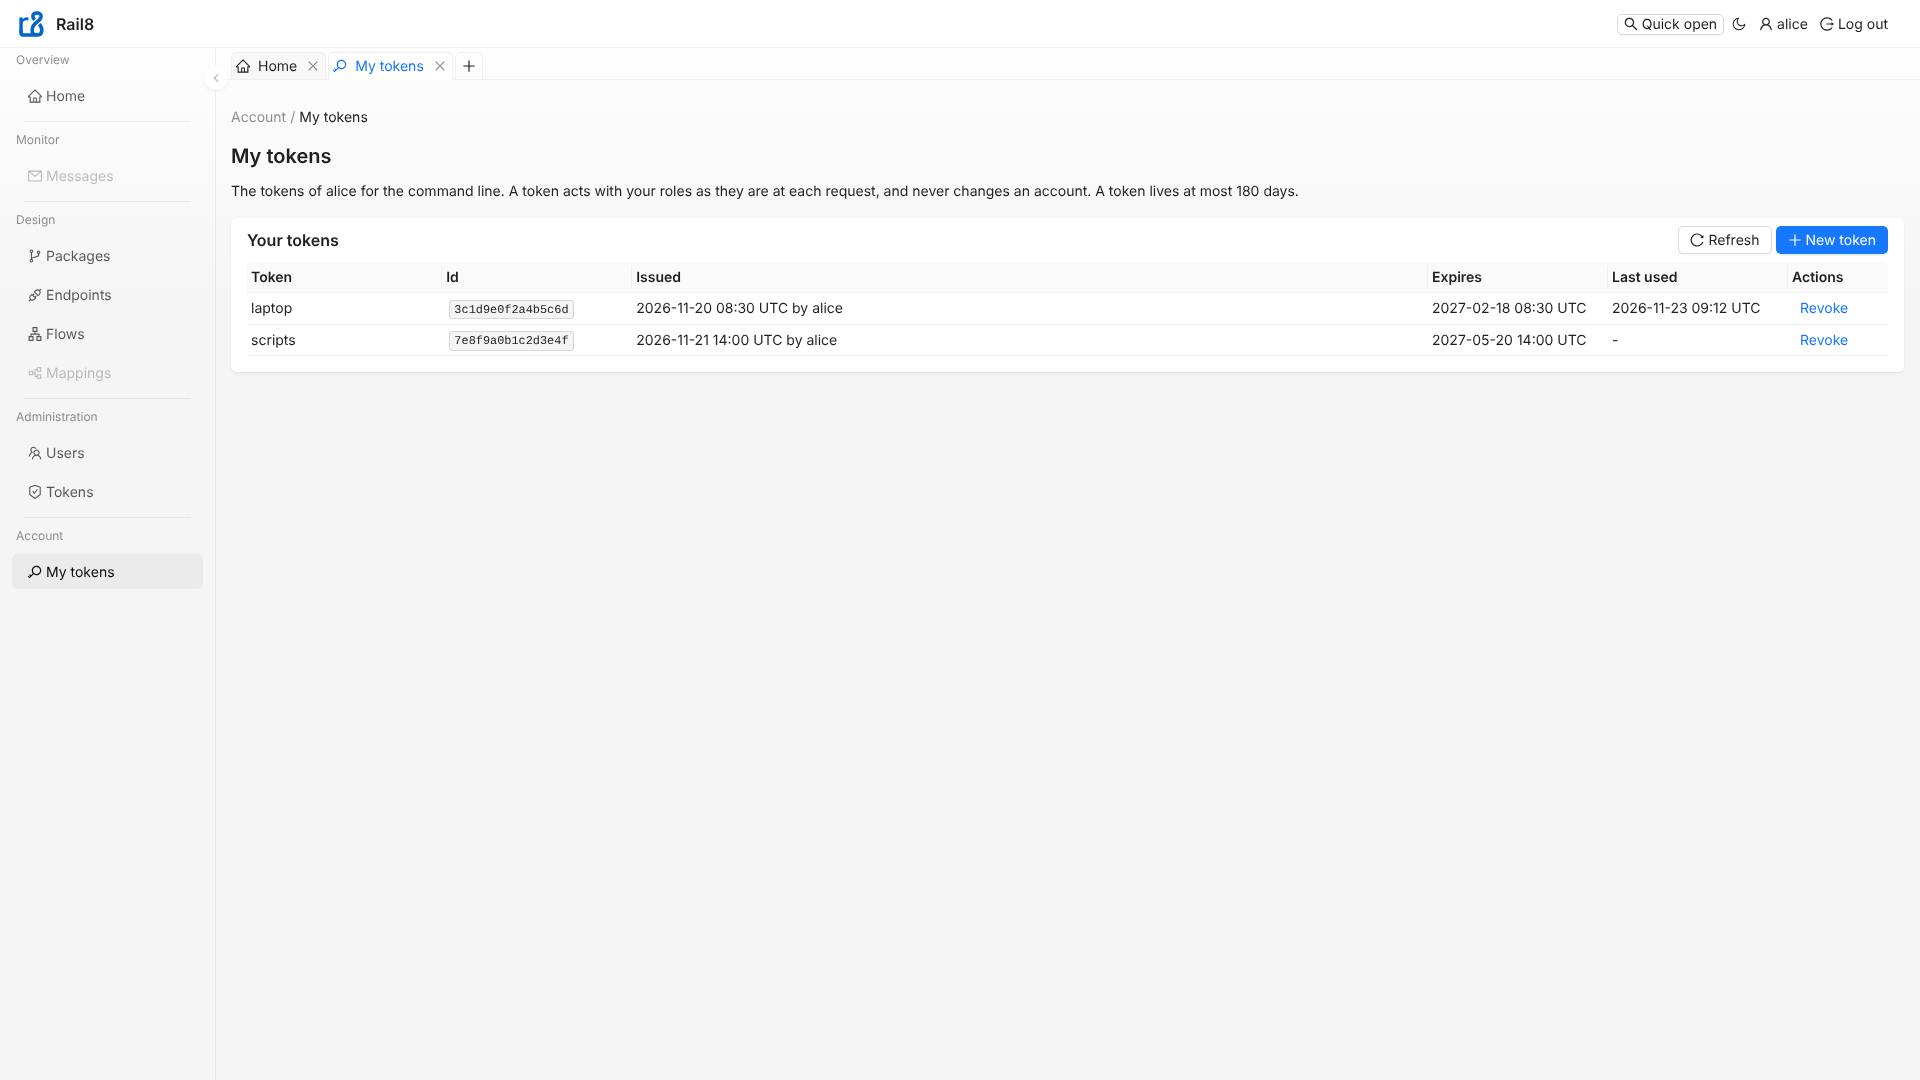 Rail8
Quick open
alice
Log out
Overview
Home
Monitor
Messages
Design
Packages
Endpoints
Flows
Mappings
Administration
Users
Tokens
Account
My tokens
Home
My tokens
Account / My tokens
My tokens
The tokens of alice for the command line. A token acts with your roles as they are at each request, and never changes an account. A token lives at most 180 days.
Your tokens
Refresh
New token
Token Id Issued Expires Last used Actions
laptop 3c1d9e0f2a4b5c6d 2026-11-20 08:30 UTC by alice 2027-02-18 08:30 UTC 2026-11-23 09:12 UTC Revoke
scripts 7e8f9a0b1c2d3e4f 2026-11-21 14:00 UTC by alice 2027-05-20 14:00 UTC - Revoke